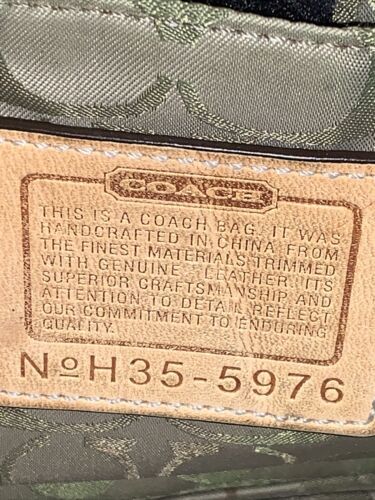 COACH
THIS IS A COACH BAG. IT WAS
HANDCRAFTED IN CHINA FROM
THE FINEST MATERIALS TRIMMED
WITH GENUINE LEATHER. ITS
SUPERIOR CRAFTSMANSHIP AND
ATTENTION TO DETAIL REFLECT
OUR COMMITMENT TO ENDURING
QUALITY.
Nº H35-5976